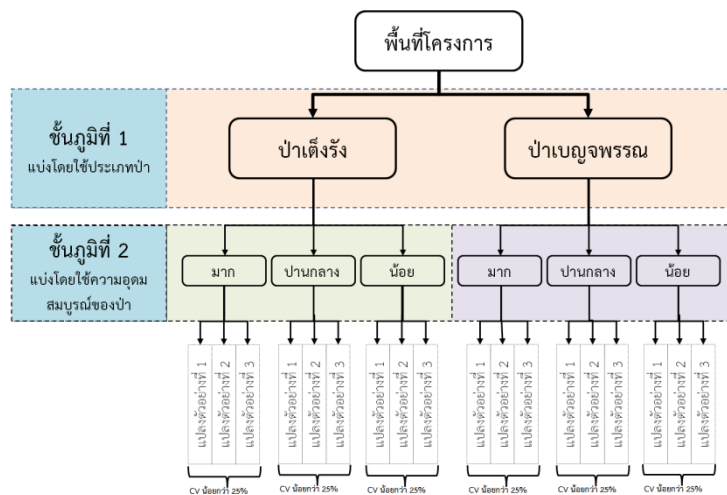 พื้นที่โครงการ
ชั้นภูมิที่ 1
แบ่งโดยใช้ประเภทป่า
ป่าเต็งรัง
ป่าเบญจพรรณ
ชั้นภูมิที่ 2
แบ่งโดยใช้ความอุดม
สมบูรณ์ของป่า
มาก
ปานกลาง
น้อย
มาก
ปานกลาง
น้อย
แปลงตัวอย่างที่ 1
แปลงตัวอย่างที่ 2
แปลงตัวอย่างที่ 3
แปลงตัวอย่างที่ 1
แปลงตัวอย่างที่ 2
แปลงตัวอย่างที่ 3
แปลงตัวอย่างที่ 1
แปลงตัวอย่างที่ 2
แปลงตัวอย่างที่ 3
แปลงตัวอย่างที่ 1
แปลงตัวอย่างที่ 2
แปลงตัวอย่างที่ 3
แปลงตัวอย่างที่ 1
แปลงตัวอย่างที่ 2
แปลงตัวอย่างที่ 3
แปลงตัวอย่างที่ 1
แปลงตัวอย่างที่ 2
แปลงตัวอย่างที่ 3
CV น้อยกว่า 25%
CV น้อยกว่า 25%
CV น้อยกว่า 25%
CV น้อยกว่า 25%
CV น้อยกว่า 25%
CV น้อยกว่า 25%